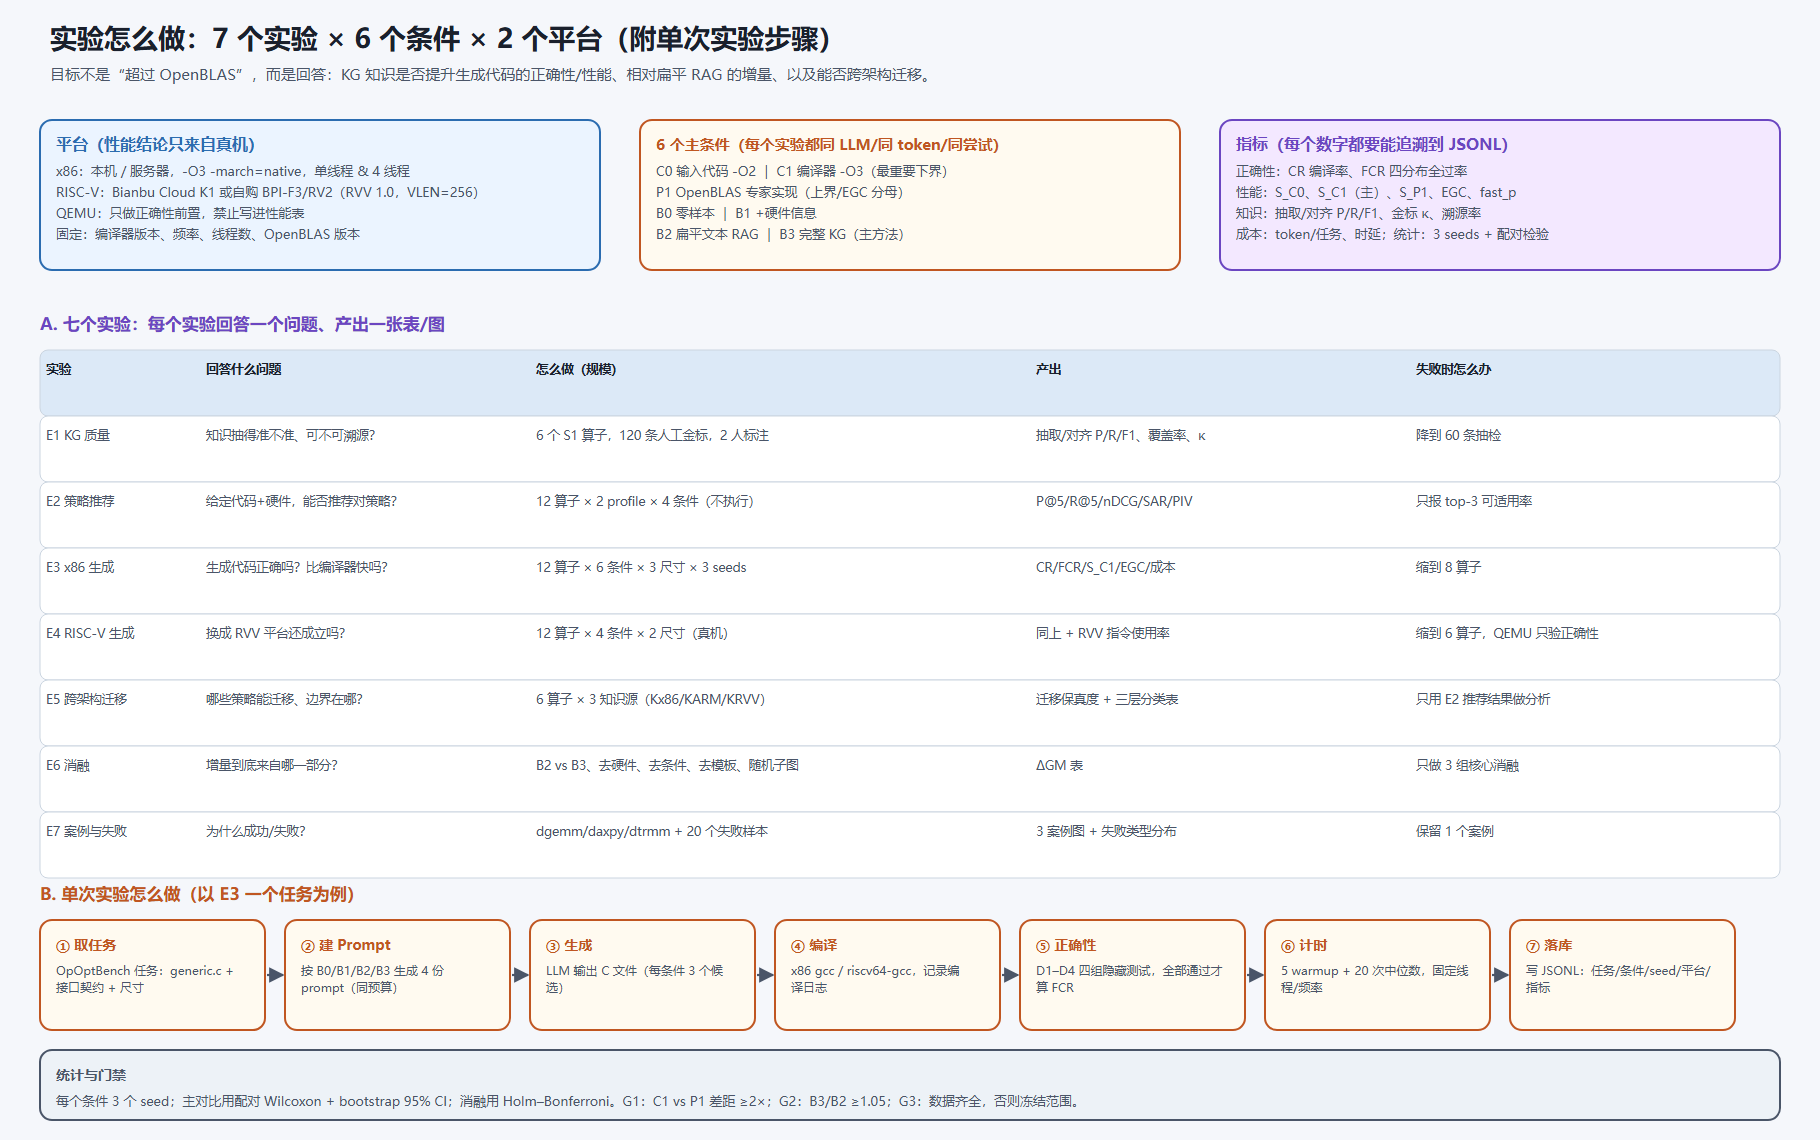 实验怎么做：7 个实验 × 6 个条件 × 2 个平台（附单次实验步骤）
目标不是“超过 OpenBLAS”，而是回答：KG 知识是否提升生成代码的正确性/性能、相对扁平 RAG 的增量、以及能否跨架构迁移。
平台（性能结论只来自真机）
x86：本机 / 服务器，-O3 -march=native，单线程 & 4 线程
RISC-V：Bianbu Cloud K1 或自购 BPI-F3/RV2（RVV 1.0，VLEN=256）
QEMU：只做正确性前置，禁止写进性能表
固定：编译器版本、频率、线程数、OpenBLAS 版本
6 个主条件（每个实验都同 LLM/同 token/同尝试）
C0 输入代码 -O2 ｜ C1 编译器 -O3（最重要下界）
P1 OpenBLAS 专家实现（上界/EGC 分母）
B0 零样本 ｜ B1 +硬件信息
B2 扁平文本 RAG ｜ B3 完整 KG（主方法）
指标（每个数字都要能追溯到 JSONL）
正确性：CR 编译率、FCR 四分布全过率
性能：S_C0、S_C1（主）、S_P1、EGC、fast_p
知识：抽取/对齐 P/R/F1、金标 κ、溯源率
成本：token/任务、时延；统计：3 seeds + 配对检验
A. 七个实验：每个实验回答一个问题、产出一张表/图
实验 回答什么问题 怎么做（规模） 产出 失败时怎么办
E1 KG 质量 知识抽得准不准、可不可溯源？ 6 个 S1 算子，120 条人工金标，2 人标注 抽取/对齐 P/R/F1、覆盖率、κ 降到 60 条抽检
E2 策略推荐 给定代码+硬件，能否推荐对策略？ 12 算子 × 2 profile × 4 条件（不执行） P@5/R@5/nDCG/SAR/PIV 只报 top-3 可适用率
E3 x86 生成 生成代码正确吗？比编译器快吗？ 12 算子 × 6 条件 × 3 尺寸 × 3 seeds CR/FCR/S_C1/EGC/成本 缩到 8 算子
E4 RISC-V 生成 换成 RVV 平台还成立吗？ 12 算子 × 4 条件 × 2 尺寸（真机） 同上 + RVV 指令使用率 缩到 6 算子，QEMU 只验正确性
E5 跨架构迁移 哪些策略能迁移、边界在哪？ 6 算子 × 3 知识源（Kx86/KARM/KRVV） 迁移保真度 + 三层分类表 只用 E2 推荐结果做分析
E6 消融 增量到底来自哪一部分？ B2 vs B3、去硬件、去条件、去模板、随机子图 ΔGM 表 只做 3 组核心消融
E7 案例与失败 为什么成功/失败？ dgemm/daxpy/dtrmm + 20 个失败样本 3 案例图 + 失败类型分布 保留 1 个案例
B. 单次实验怎么做（以 E3 一个任务为例）
① 取任务
OpOptBench 任务：generic.c +
接口契约 + 尺寸
② 建 Prompt
按 B0/B1/B2/B3 生成 4 份
prompt（同预算）
③ 生成
LLM 输出 C 文件（每条件 3 个候
选）
④ 编译
x86 gcc / riscv64-gcc，记录编
译日志
⑤ 正确性
D1–D4 四组隐藏测试，全部通过才
算 FCR
⑥ 计时
5 warmup + 20 次中位数，固定线
程/频率
⑦ 落库
写 JSONL：任务/条件/seed/平台/
指标
统计与门禁
每个条件 3 个 seed；主对比用配对 Wilcoxon + bootstrap 95% CI；消融用 Holm–Bonferroni。G1：C1 vs P1 差距 ≥2×；G2：B3/B2 ≥1.05；G3：数据齐全，否则冻结范围。